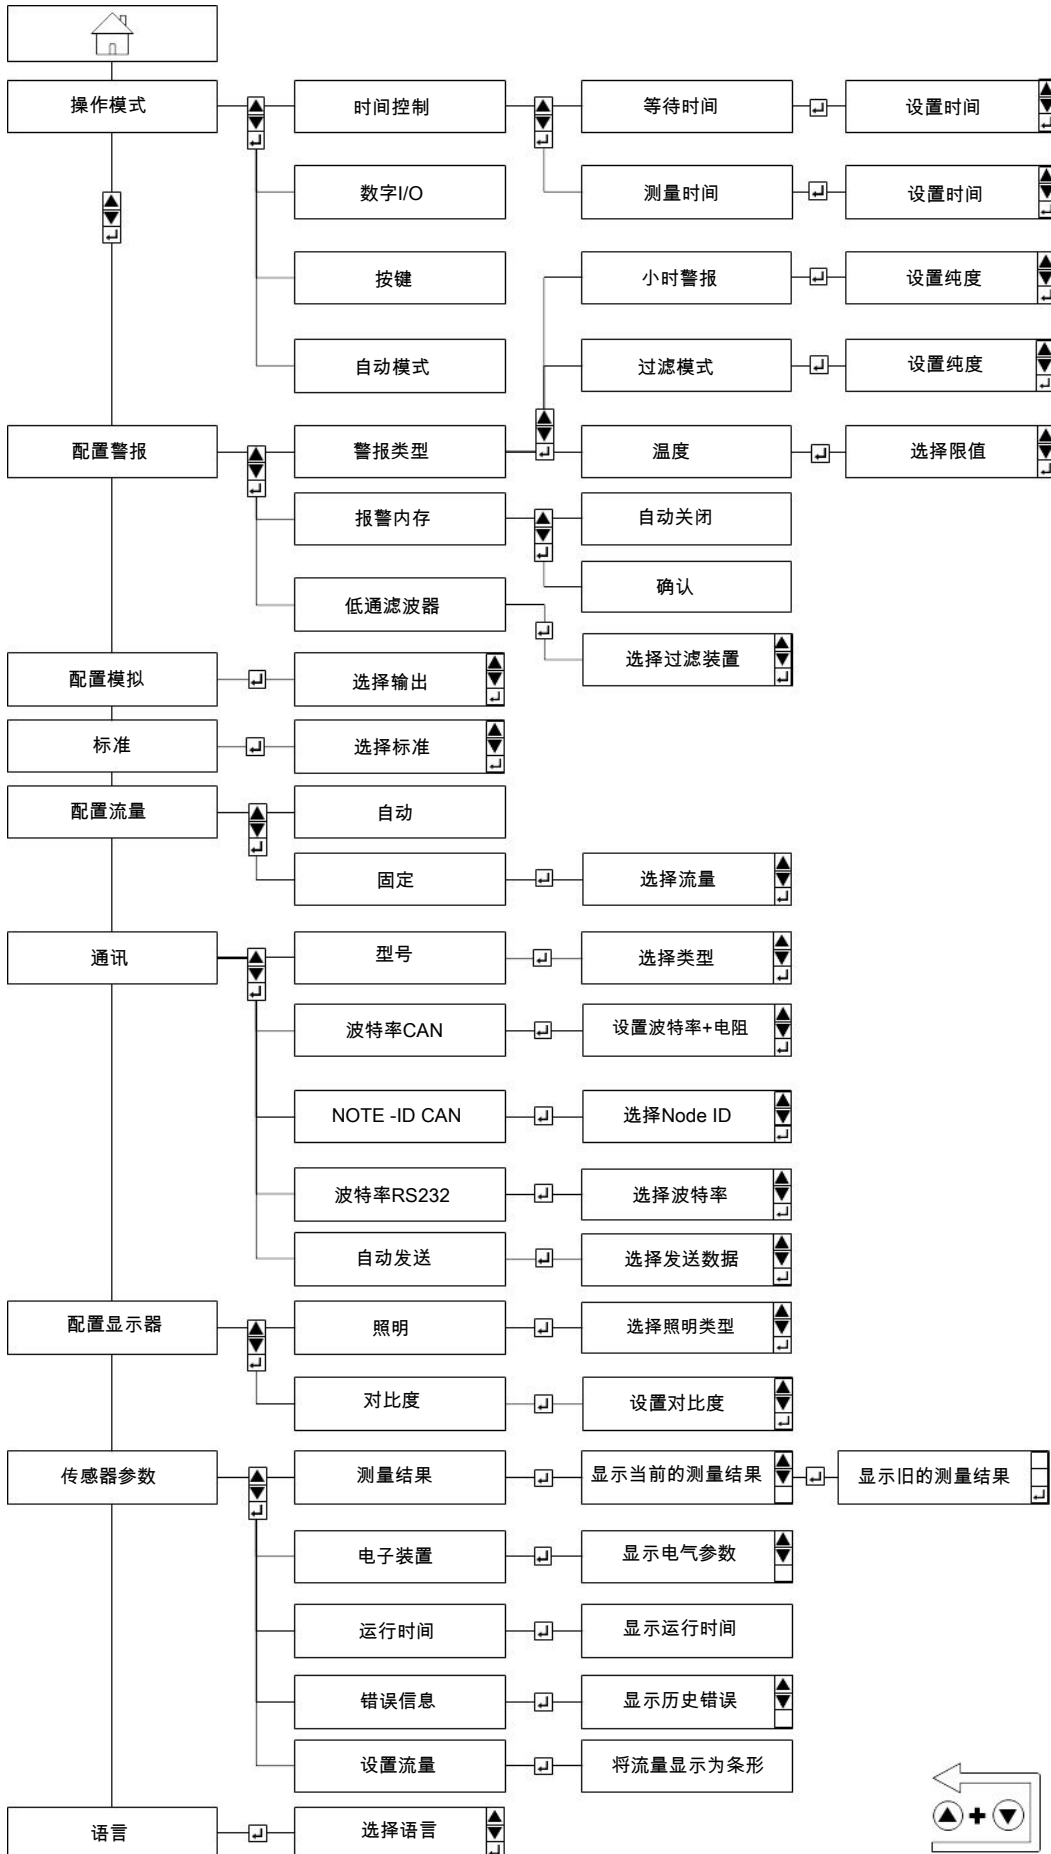 操作模式
时间控制
等待时间
设置时间
数字I/O
测量时间
设置时间
按键
小时警报
设置纯度
自动模式
过滤模式
设置纯度
配置警报
警报类型
温度
选择限值
报警内存
自动关闭
确认
低通滤波器
选择过滤装置
配置模拟
选择输出
标准
选择标准
配置流量
自动
固定
选择流量
通讯
型号
选择类型
波特率CAN
设置波特率+电阻
NOTE -ID CAN
选择Node ID
波特率RS232
选择波特率
自动发送
选择发送数据
配置显示器
照明
选择照明类型
对比度
设置对比度
传感器参数
测量结果
显示当前的测量结果
显示旧的测量结果
电子装置
显示电气参数
运行时间
显示运行时间
错误信息
显示历史错误
设置流量
将流量显示为条形
语言
选择语言